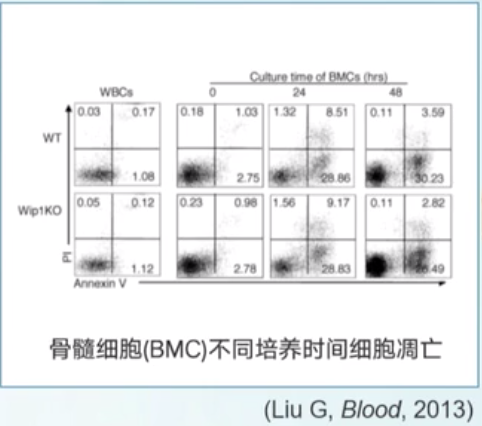 Culture time of BMCs (hrs)
WBCs 0 24 48
WT
0.03 0.17 0.18 1.03 1.32 8.51 0.11 3.59
1.08 2.75 28.86 30.23
Wip1KO
0.05 0.12 0.23 0.98 1.56 9.17 0.11 2.82
1.12 2.78 28.83
PI
Annexin V
骨髓细胞(BMC)不同培养时间细胞凋亡
(Liu G, Blood, 2013)